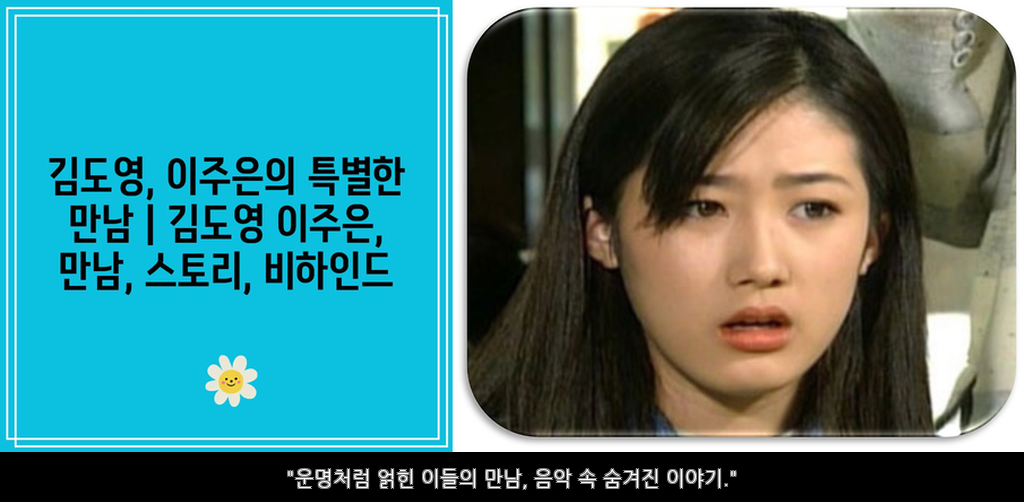 김도영, 이주은의 특별한
만남 | 김도영 이주은,
만남, 스토리, 비하인드
"운명처럼 얽힌 이들의 만남, 음악 속 숨겨진 이야기."